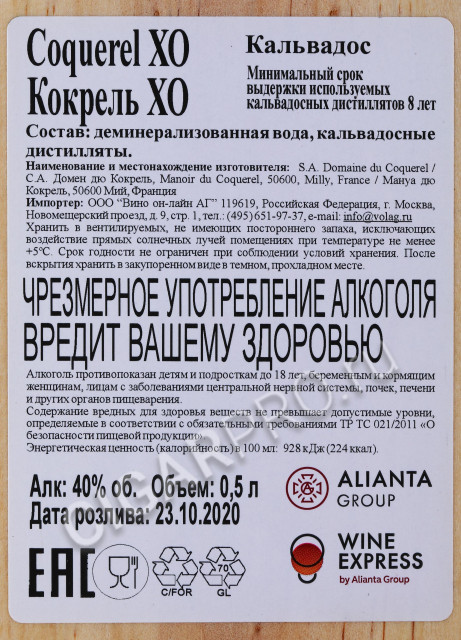 Coquerel XO
Кокрель XO
Кальвадос
Минимальный срок
выдержки используемых
кальвадосных дистиллятов 8 лет
Состав: деминерализованная вода, кальвадосные
дистилляты.
Наименование и местонахождение изготовителя: S.A. Domaine du Coquerel /
С.А. Домен дю Кокрель, Manoir du Coquerel, 50600, Milly, France / Мануа дю
Кокрель, 50600 Мий, Франция
Импортер: ООО "Вино он-лайн АГ" 119619, Российская Федерация, г. Москва,
Новомещерский проезд, д. 9, стр. 1, тел.: (495)651-97-37, e-mail: info@volag.ru
Хранить в вентилируемых, не имеющих постороннего запаха, исключающих
воздействие прямых солнечных лучей помещениях при температуре не менее
+5°С. Срок годности не ограничен при соблюдении условий хранения. После
вскрытия хранить в закупоренном виде в темном, прохладном месте.
ЧРЕЗМЕРНОЕ УПОТРЕБЛЕНИЕ АЛКОГОЛЯ
ВРЕДИТ ВАШЕМУ ЗДОРОВЬЮ
Алкоголь противопоказан детям и подросткам до 18 лет, беременным и кормящим
женщинам, лицам с заболеваниями центральной нервной системы, почек, печени
и других органов пищеварения.
Содержание вредных для здоровья веществ не превышает допустимые уровни,
определяемые в соответствии с обязательными требованиями ТР ТС 021/2011 «О
безопасности пищевой продукции».
Энергетическая ценность (калорийность) в 100 мл: 928 кДж (224 ккал).
Алк: 40% об. Объем: 0,5 л
Дата розлива: 23.10.2020
ALIANTA
GROUP
WINE
EXPRESS
by Alianta Group
EAC
C/FOR
70
GL
CIGARPRO.RU